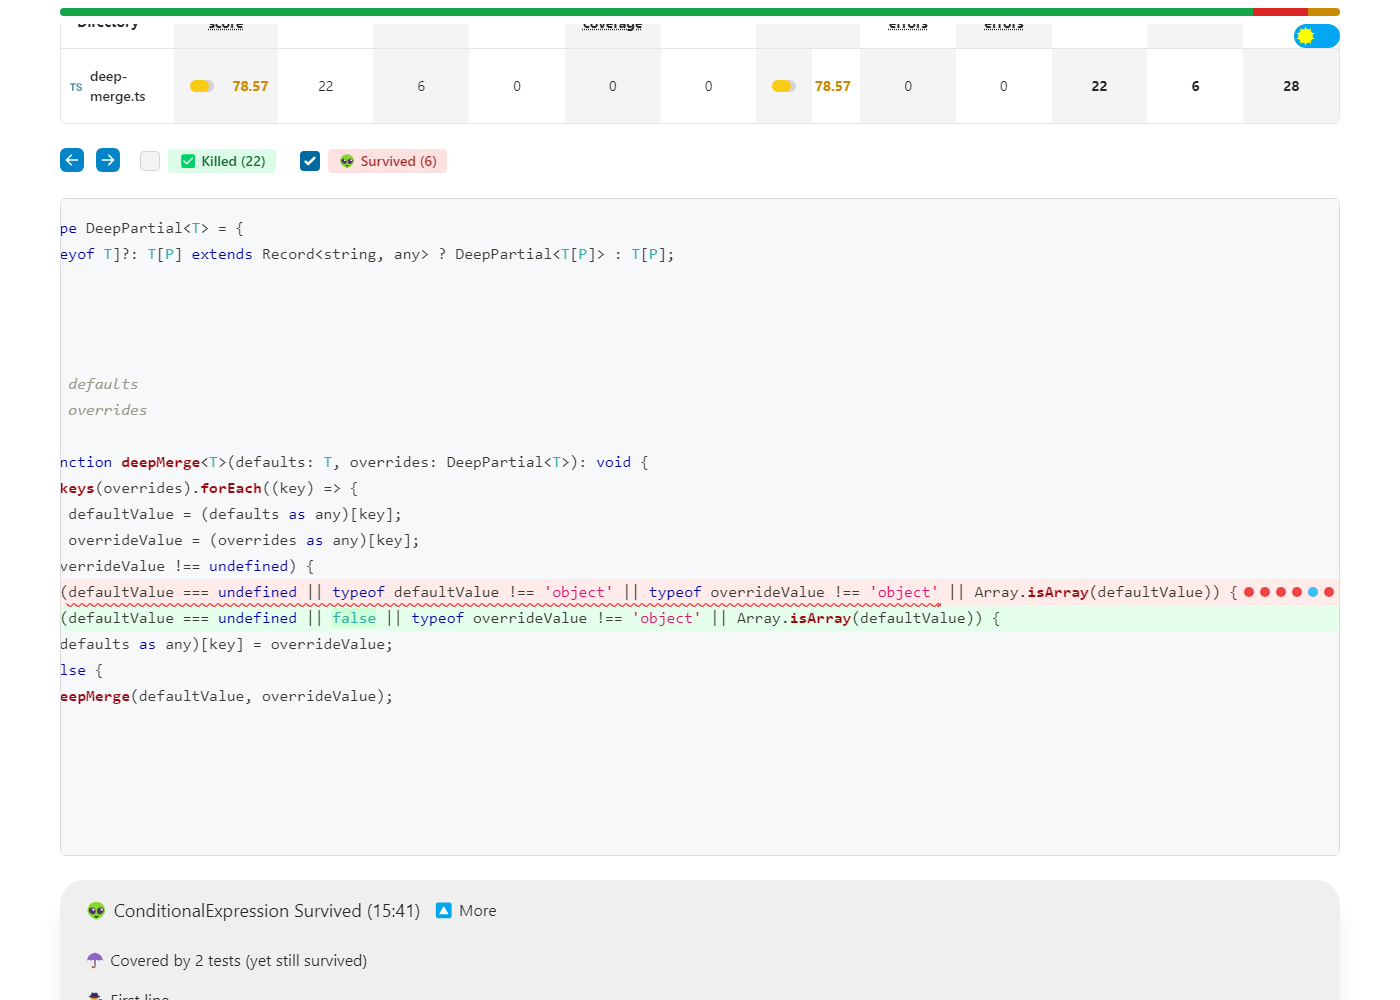 Directory score coverage errors errors
TS deep-merge.ts 78.57 22 6 0 0 0 78.57 0 0 22 6 28
Killed (22) Survived (6)
pe DeepPartial<T> = {
eyof T]?: T[P] extends Record<string, any> ? DeepPartial<T[P]> : T[P];
defaults
overrides
nction deepMerge<T>(defaults: T, overrides: DeepPartial<T>): void {
keys(overrides).forEach((key) => {
defaultValue = (defaults as any)[key];
overrideValue = (overrides as any)[key];
verrideValue !== undefined) {
(defaultValue === undefined || typeof defaultValue !== 'object' || typeof overrideValue !== 'object' || Array.isArray(defaultValue)) {
(defaultValue === undefined || false || typeof overrideValue !== 'object' || Array.isArray(defaultValue)) {
defaults as any)[key] = overrideValue;
lse {
eepMerge(defaultValue, overrideValue);
ConditionalExpression Survived (15:41) More
Covered by 2 tests (yet still survived)
First line